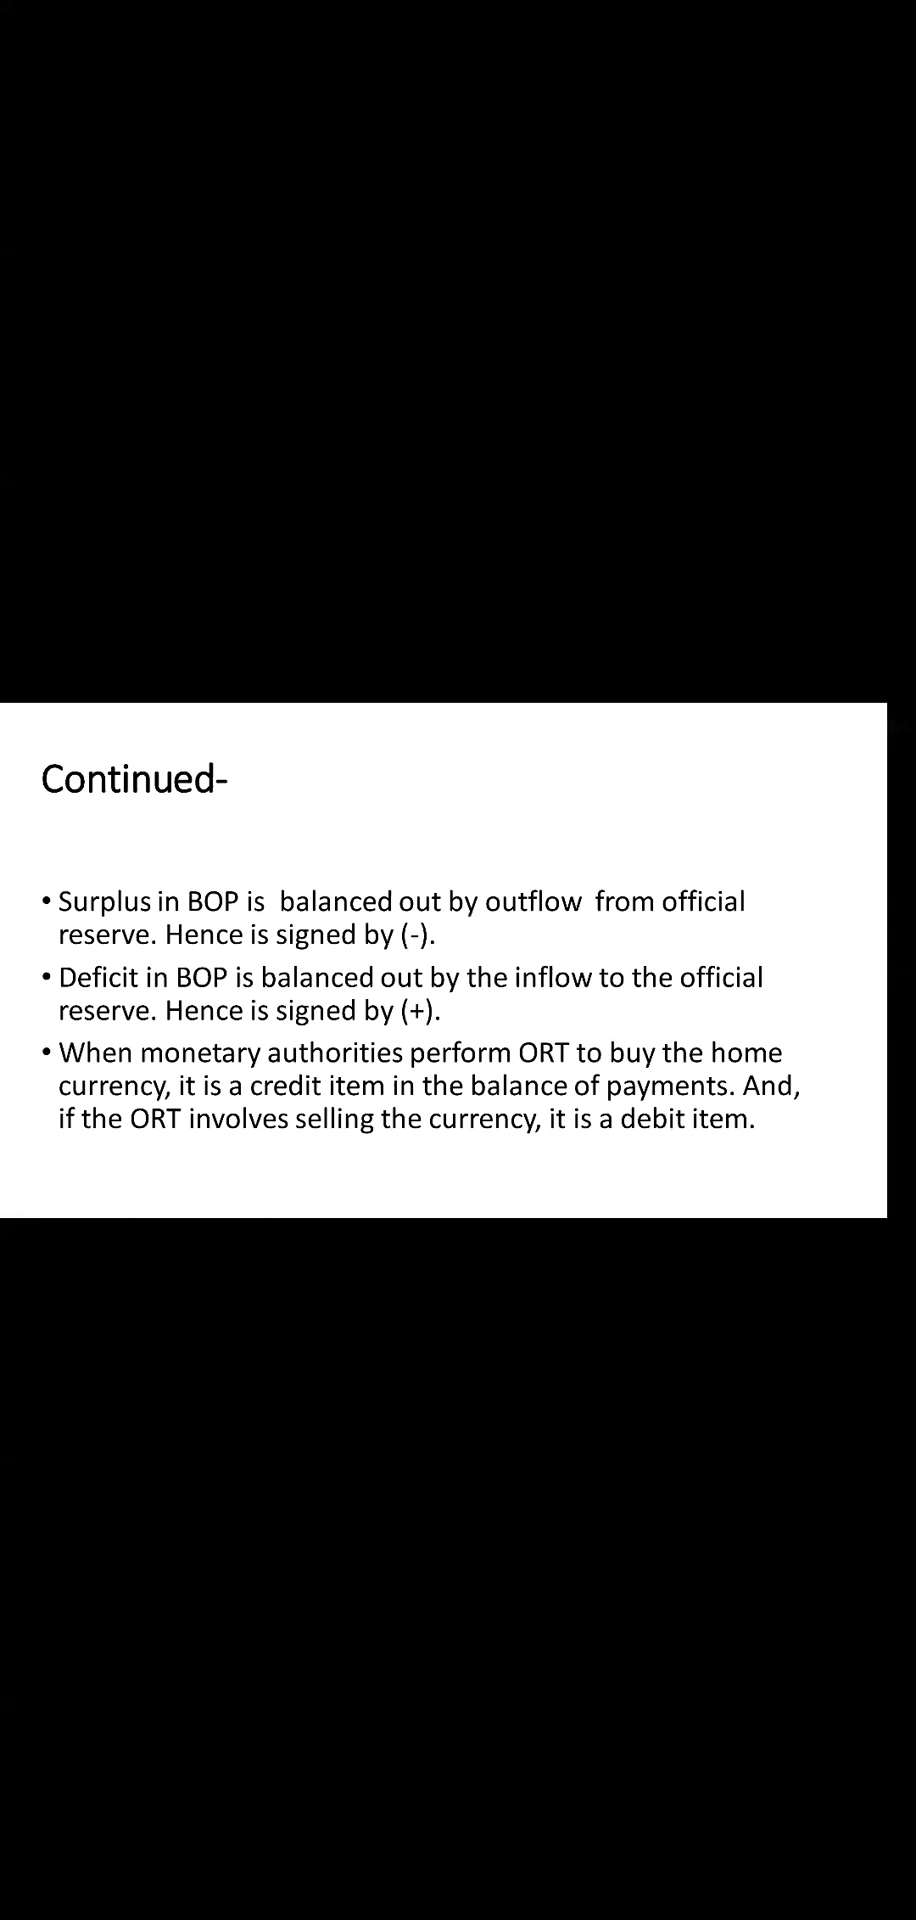 Continued-
• Surplus in BOP is  balanced out by outflow  from official
reserve. Hence is signed by (-).
• Deficit in BOP is balanced out by the inflow to the official
reserve. Hence is signed by (+).
• When monetary authorities perform ORT to buy the home
currency, it is a credit item in the balance of payments. And,
if the ORT involves selling the currency, it is a debit item.